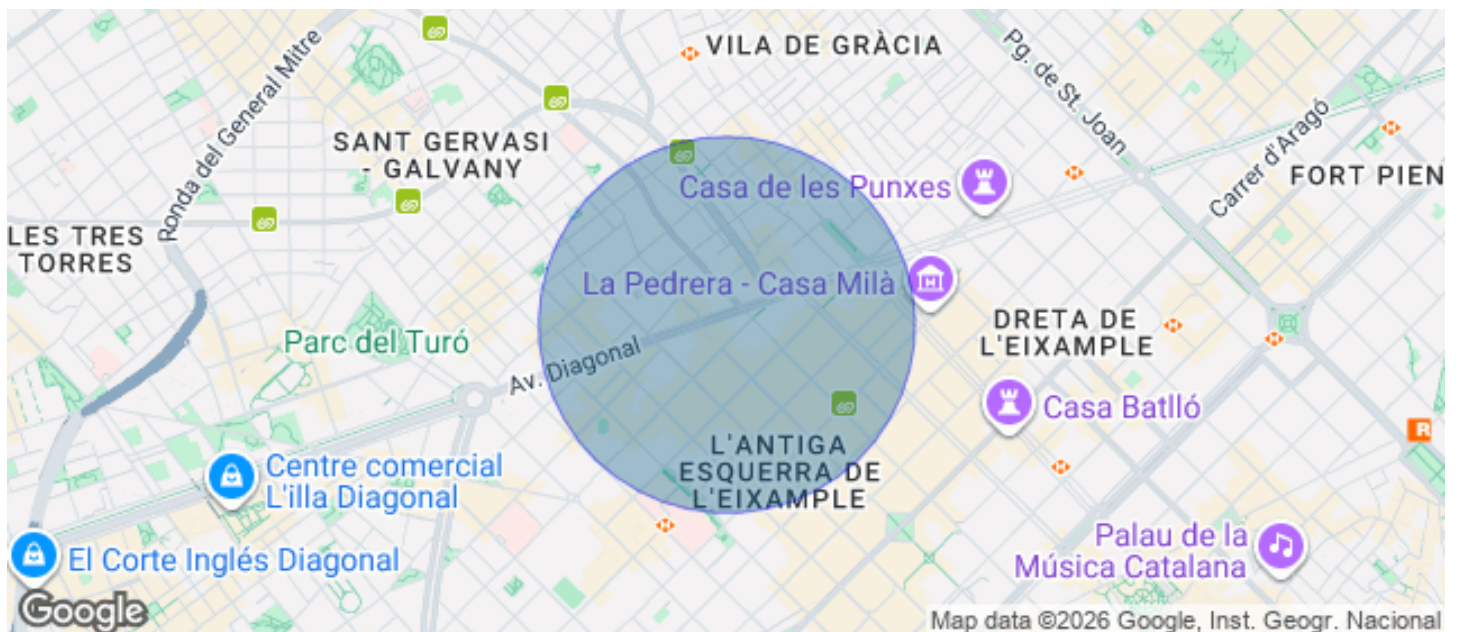 VILA DE GRÀCIA
Pg. de St. Joan
Ronda del General Mitre
SANT GERVASI
- GALVANY
Carrer d'Aragó
Casa de les Punxes
FORT PIEN
LES TRES
TORRES
La Pedrera - Casa Milà
DRETA DE
L'EIXAMPLE
Parc del Turó
Av. Diagonal
Casa Batlló
L'ANTIGA
ESQUERRA DE
L'EIXAMPLE
Centre comercial
L'illa Diagonal
R
El Corte Inglés Diagonal
Palau de la
Música Catalana
Google
Map data ©2026 Google, Inst. Geogr. Nacional